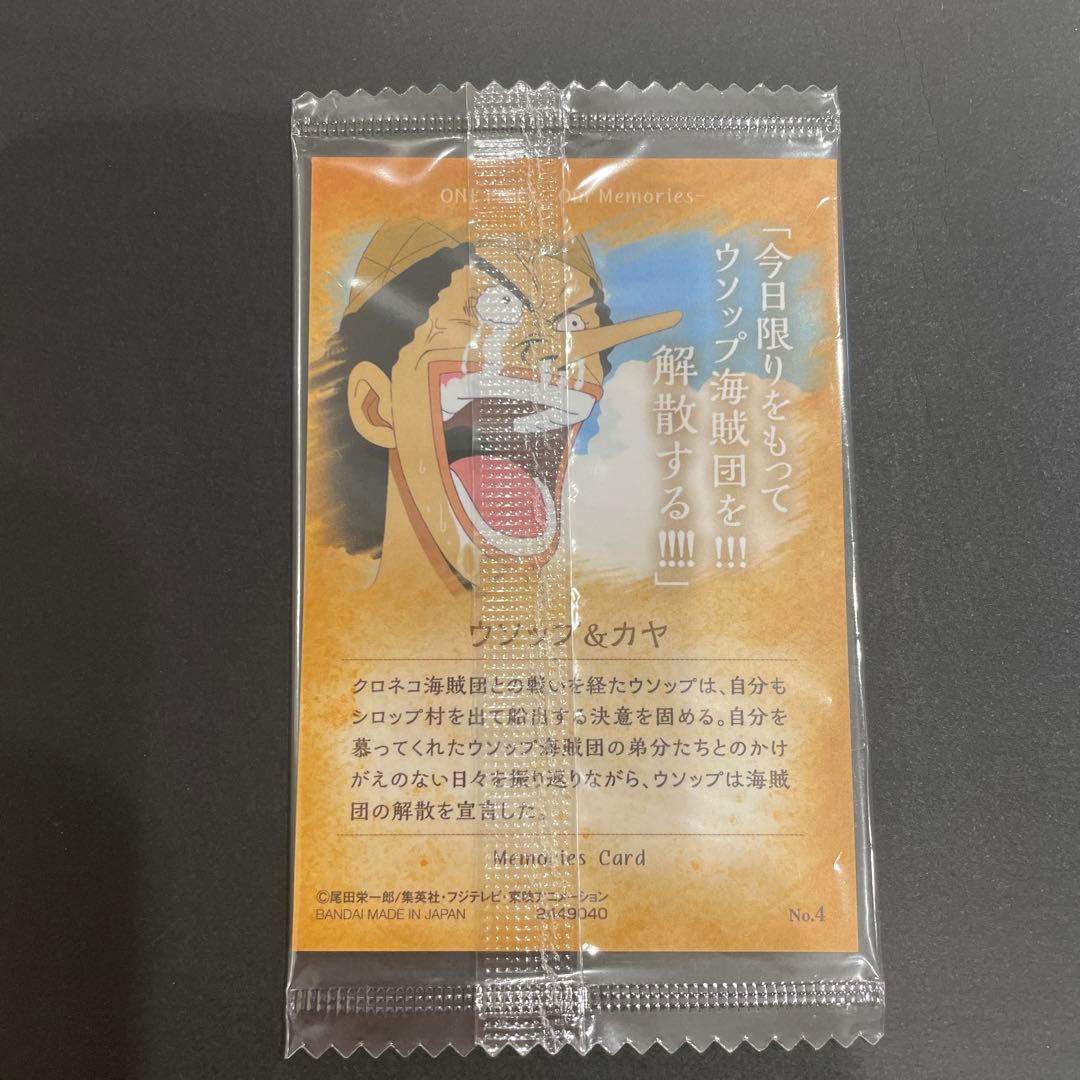 ONE PIECE -Our Memories-
「今日限りをもって
ウソップ海賊団を!!!
解散する!!!!!」
ウソップ&カヤ
クロネコ海賊団との戦いを経たウソップは、自分も
シロップ村を出て船出する決意を固める。自分を
慕ってくれたウソップ海賊団の弟分たちとのかけ
がえのない日々を振り返りながら、ウソップは海賊
団の解散を宣言した。
Memories Card
©尾田栄一郎/集英社・フジテレビ・東映アニメーション
BANDAI MADE IN JAPAN 2449040
No.4